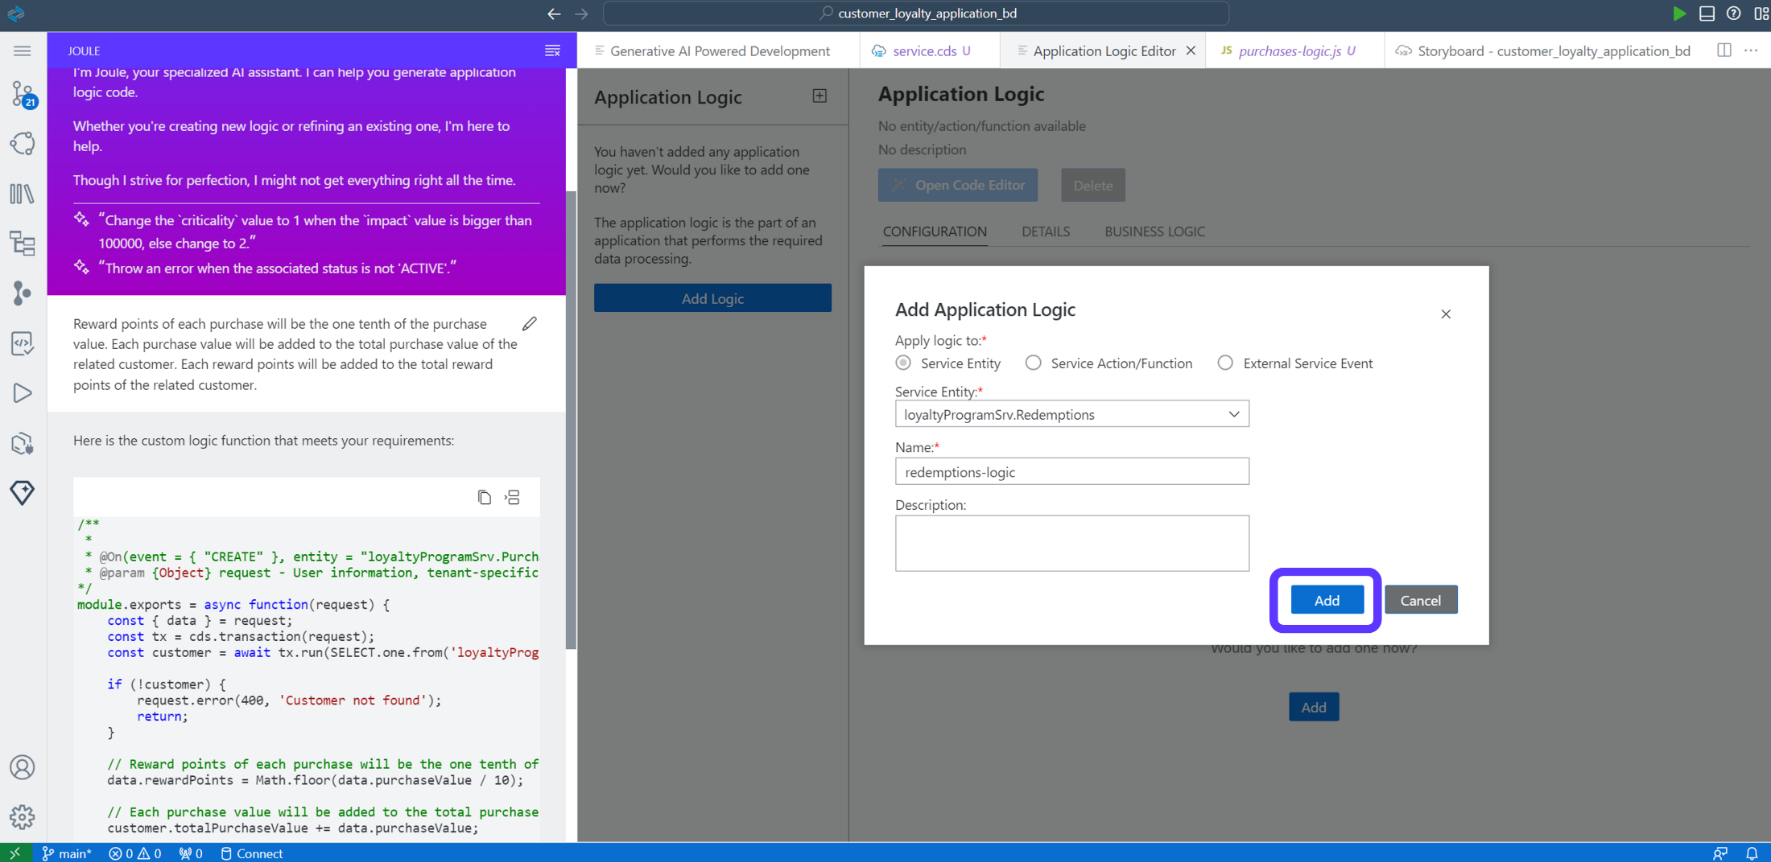 customer_loyalty_application_bd
JOULE
Generative AI Powered Development
service.cds U
Application Logic Editor
JS purchases-logic.js U
Storyboard - customer_loyalty_application_bd
21
I'm Joule, your specialized AI assistant. I can help you generate application
logic code.
Whether you're creating new logic or refining an existing one, I'm here to
help.
Though I strive for perfection, I might not get everything right all the time.
"Change the `criticality` value to 1 when the `impact` value is bigger than
100000, else change to 2."
"Throw an error when the associated status is not 'ACTIVE'."
Reward points of each purchase will be the one tenth of the purchase
value. Each purchase value will be added to the total purchase value of the
related customer. Each reward points will be added to the total reward
points of the related customer.
Here is the custom logic function that meets your requirements:
/**
*
* @On(event = { "CREATE" }, entity = "loyaltyProgramSrv.Purch
* @param {Object} request - User information, tenant-specific
*/
module.exports = async function(request) {
const { data } = request;
const tx = cds.transaction(request);
const customer = await tx.run(SELECT.one.from('loyaltyProg
if (!customer) {
request.error(400, 'Customer not found');
return;
}
// Reward points of each purchase will be the one tenth of
data.rewardPoints = Math.floor(data.purchaseValue / 10);
// Each purchase value will be added to the total purchase
customer.totalPurchaseValue += data.purchaseValue;
Application Logic
You haven't added any application
logic yet. Would you like to add one
now?
The application logic is the part of an
application that performs the required
data processing.
Add Logic
Application Logic
No entity/action/function available
No description
Open Code Editor
Delete
CONFIGURATION
DETAILS
BUSINESS LOGIC
Add Application Logic
Apply logic to:*
Service Entity
Service Action/Function
External Service Event
Service Entity:*
loyaltyProgramSrv.Redemptions
Name:*
redemptions-logic
Description:
Add
Cancel
Would you like to add one now?
Add
main*
0
0
0
Connect